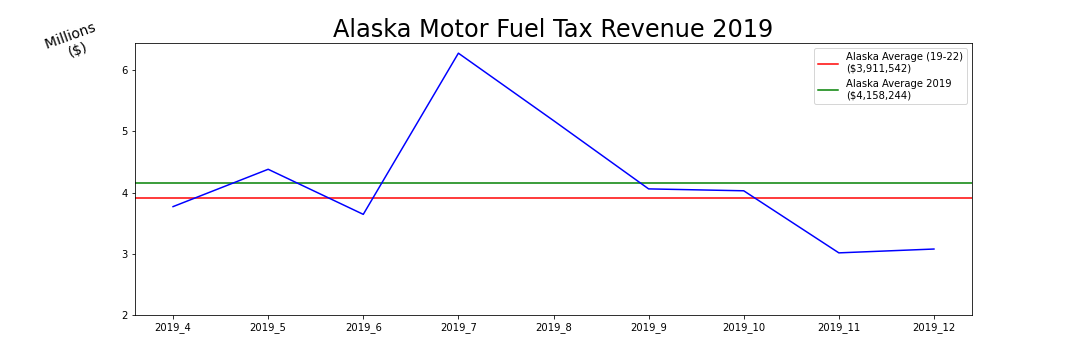 Millions
($)
Alaska Motor Fuel Tax Revenue 2019
Alaska Average (19-22)
($3,911,542)
Alaska Average 2019
($4,158,244)
6
5
4
3
2
2019_4 2019_5 2019_6 2019_7 2019_8 2019_9 2019_10 2019_11 2019_12